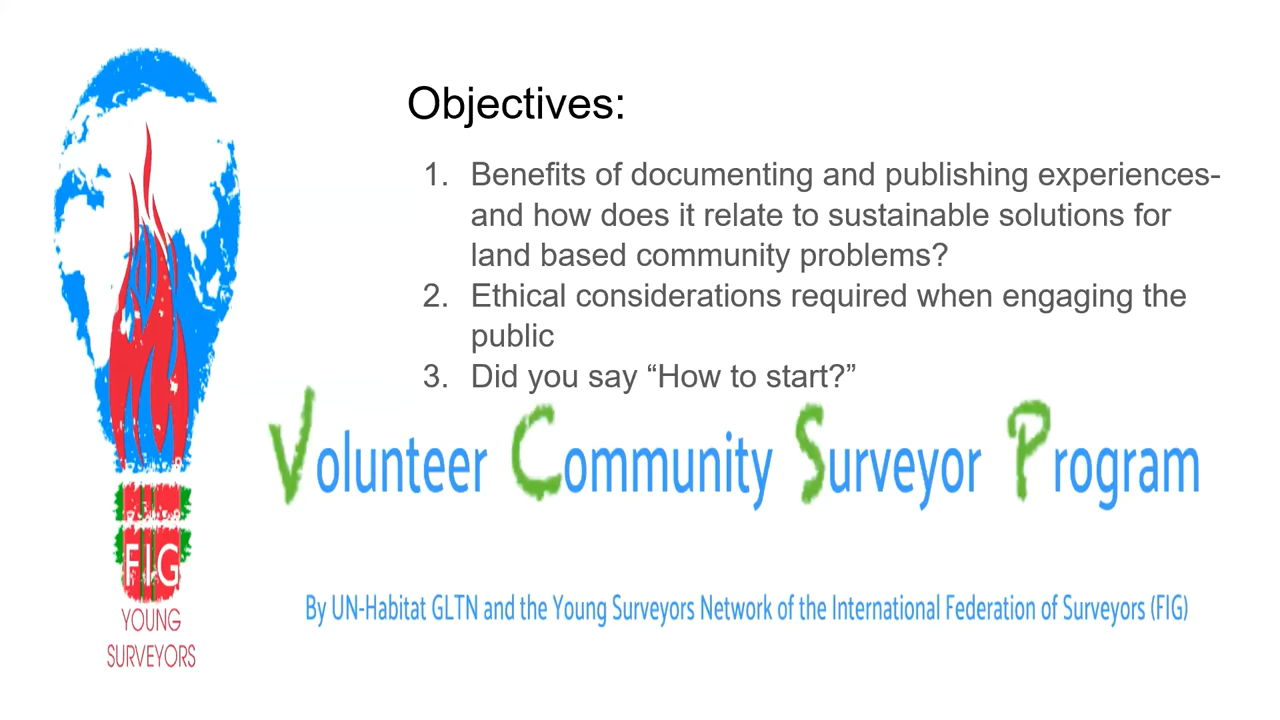 Objectives:
1. Benefits of documenting and publishing experiences-
and how does it relate to sustainable solutions for
land based community problems?
2. Ethical considerations required when engaging the
public
3. Did you say “How to start?”
Volunteer Community Surveyor Program
By UN-Habitat GLTN and the Young Surveyors Network of the International Federation of Surveyors (FIG)
FIG
YOUNG
SURVEYORS